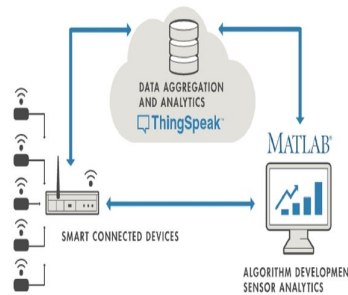 DATA AGGREGATION
AND ANALYTICS
ThingSpeak
MATLAB®
SMART CONNECTED DEVICES
ALGORITHM DEVELOPMEN
SENSOR ANALYTICS